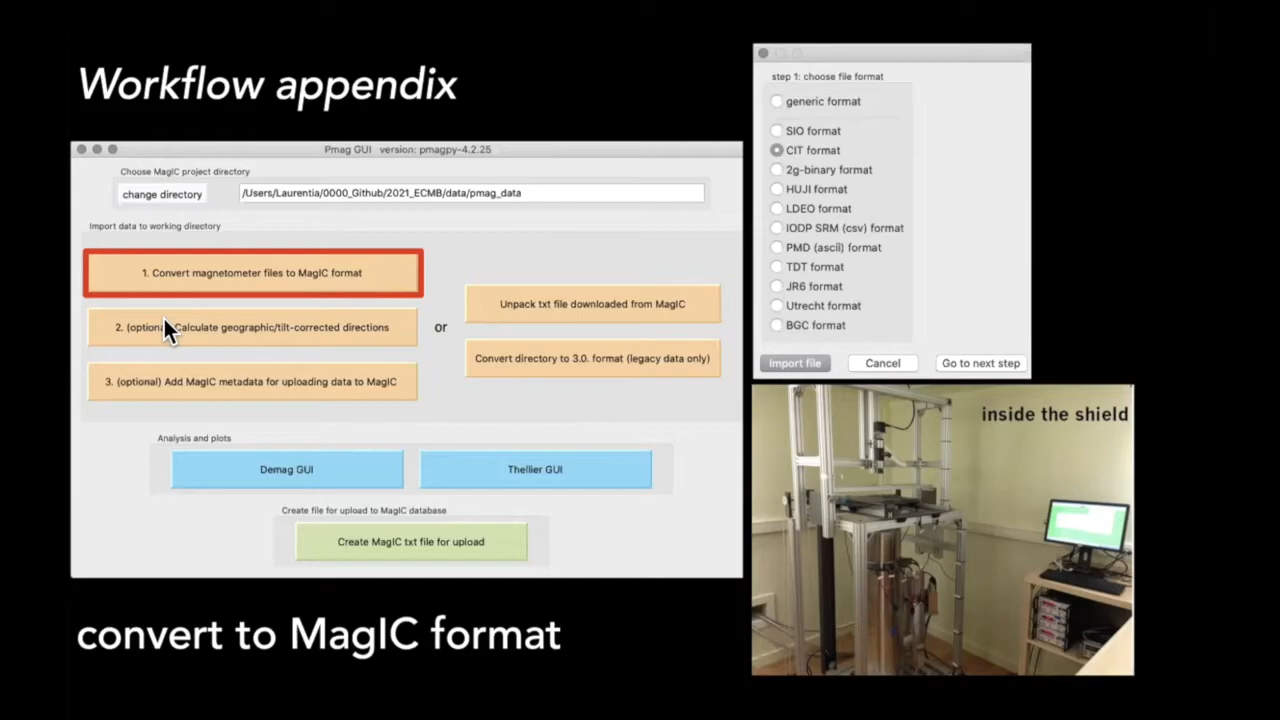 Workflow appendix
Pmag GUI version: pmagpy-4.2.25
Choose MagIC project directory
change directory
/Users/Laurentia/0000_Github/2021_ECMB/data/pmag_data
Import data to working directory
1. Convert magnetometer files to MagIC format
2. (optional) Calculate geographic/tilt-corrected directions
3. (optional) Add MagIC metadata for uploading data to MagIC
or
Unpack txt file downloaded from MagIC
Convert directory to 3.0. format (legacy data only)
Analysis and plots
Demag GUI
Thellier GUI
Create file for upload to MagIC database
Create MagIC txt file for upload
convert to MagIC format
step 1: choose file format
generic format
SIO format
CIT format
2g-binary format
HUJI format
LDEO format
IODP SRM (csv) format
PMD (ascii) format
TDT format
JR6 format
Utrecht format
BGC format
Import file
Cancel
Go to next step
inside the shield